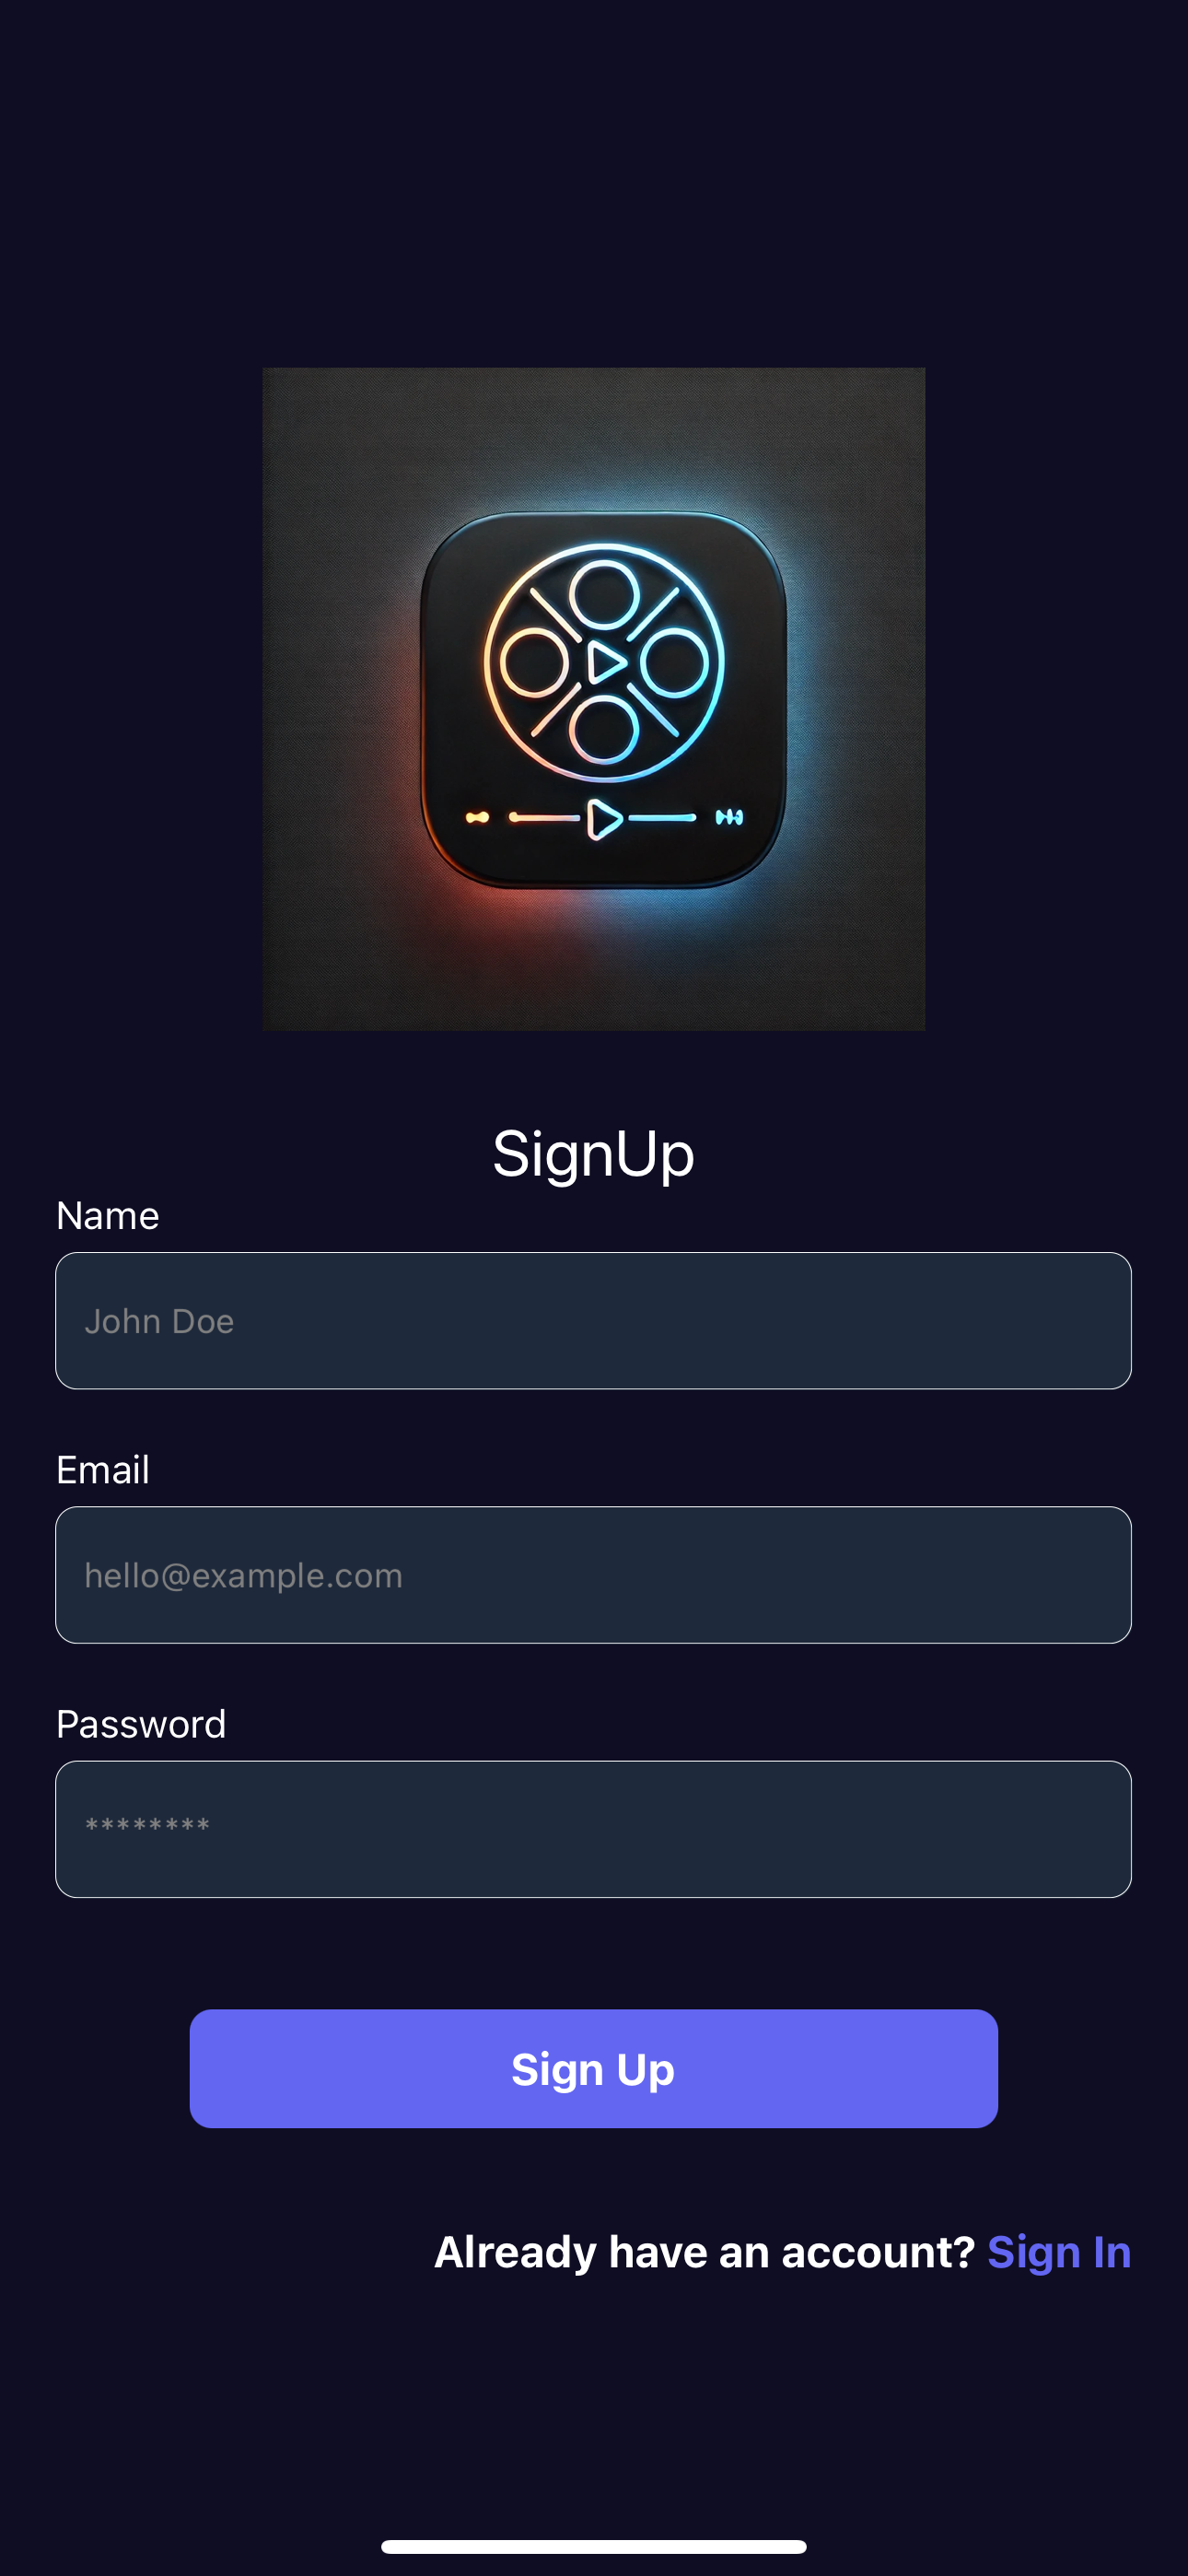 SignUp
Name
John Doe
Email
hello@example.com
Password
********
Sign Up
Already have an account? Sign In